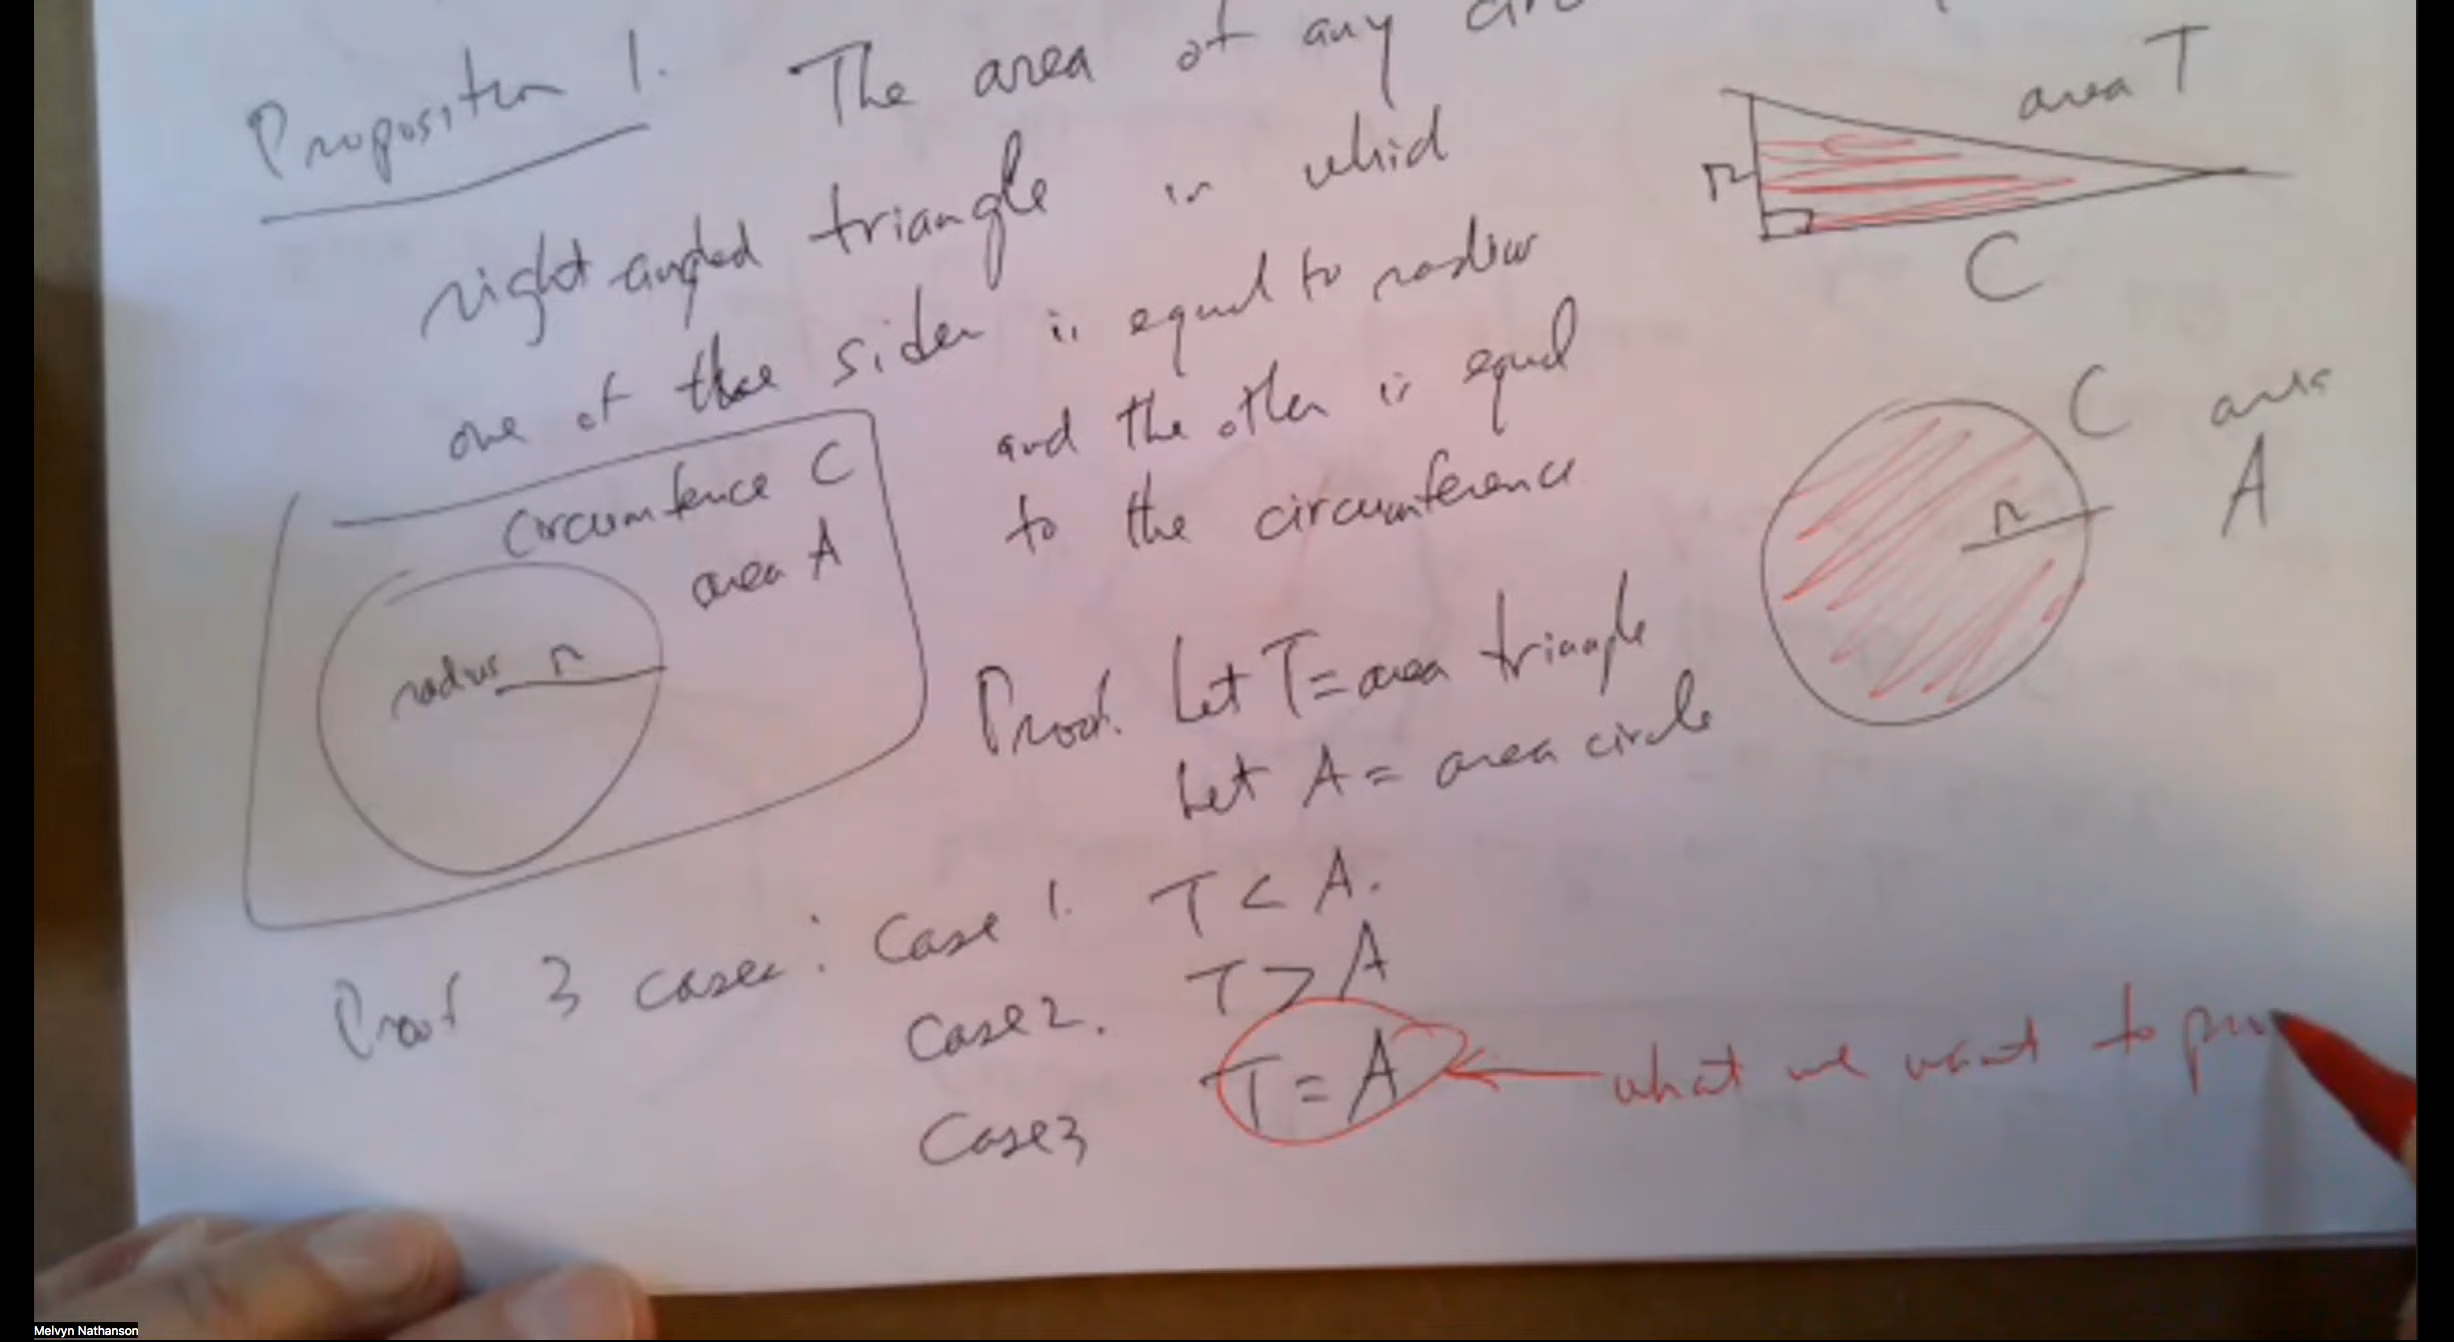 Proposition 1. The area of any
right angled triangle in which
one of the sides is equal to radius
and the other is equal
to the circumference
Circumference C
area A
radius r
area T
r
C
C area
A
r
Proof. Let T = area triangle
Let A = area circle
Proof 3 cases: Case 1. T < A.
Case 2. T > A
Case 3 T = A ← what we want to
Melvyn Nathanson